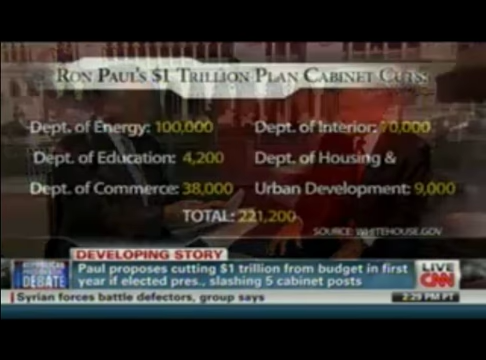 RON PAUL'S $1 TRILLION PLAN CABINET CUTS:
Dept. of Energy: 100,000
Dept. of Education: 4,200
Dept. of Commerce: 38,000
Dept. of Interior: 70,000
Dept. of Housing &
Urban Development: 9,000
TOTAL: 221,200
SOURCE: WHITEHOUSE.GOV
DEVELOPING STORY
REPUBLICAN
DEBATE
Paul proposes cutting $1 trillion from budget in first
year if elected pres., slashing 5 cabinet posts
LIVE
CNN
Syrian forces battle defectors, group says
2:29 PM PT